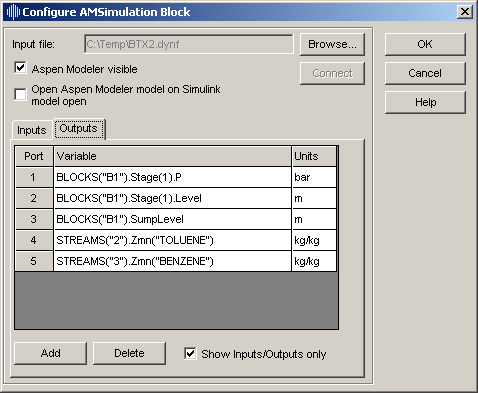 Configure AMSimulation Block
Input file: C:\Temp\BTX2.dynf Browse... OK
Aspen Modeler visible Connect Cancel
Open Aspen Modeler model on Simulink
model open
Help
Inputs Outputs
Port Variable Units
1 BLOCKS("B1").Stage(1).P bar
2 BLOCKS("B1").Stage(1).Level m
3 BLOCKS("B1").SumpLevel m
4 STREAMS("2").Zmn("TOLUENE") kg/kg
5 STREAMS("3").Zmn("BENZENE") kg/kg
Add Delete Show Inputs/Outputs only